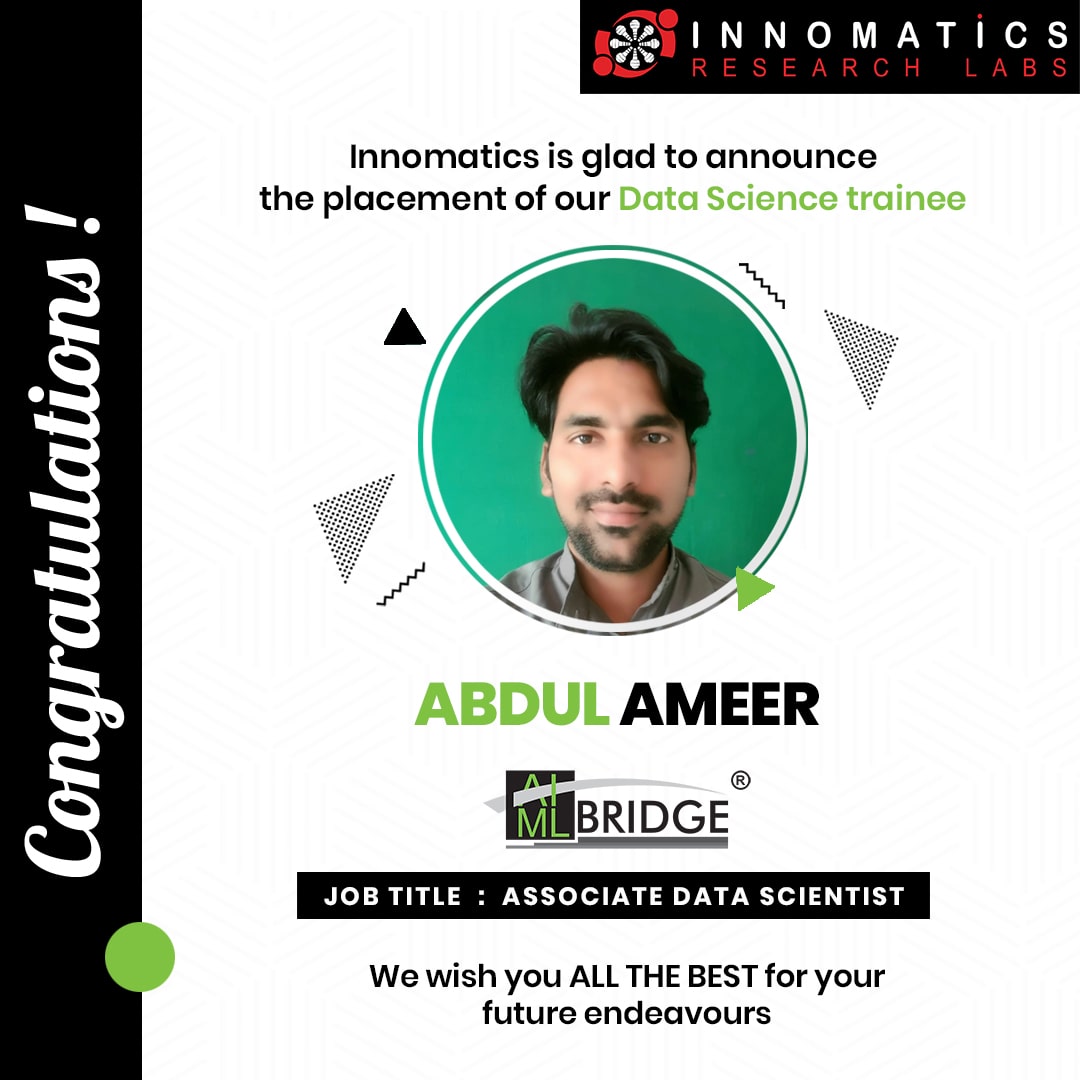 INNOMATICS
RESEARCH LABS
Congratulations !
Innomatics is glad to announce
the placement of our Data Science trainee
ABDUL AMEER
AI
ML BRIDGE ®
JOB TITLE : ASSOCIATE DATA SCIENTIST
We wish you ALL THE BEST for your
future endeavours